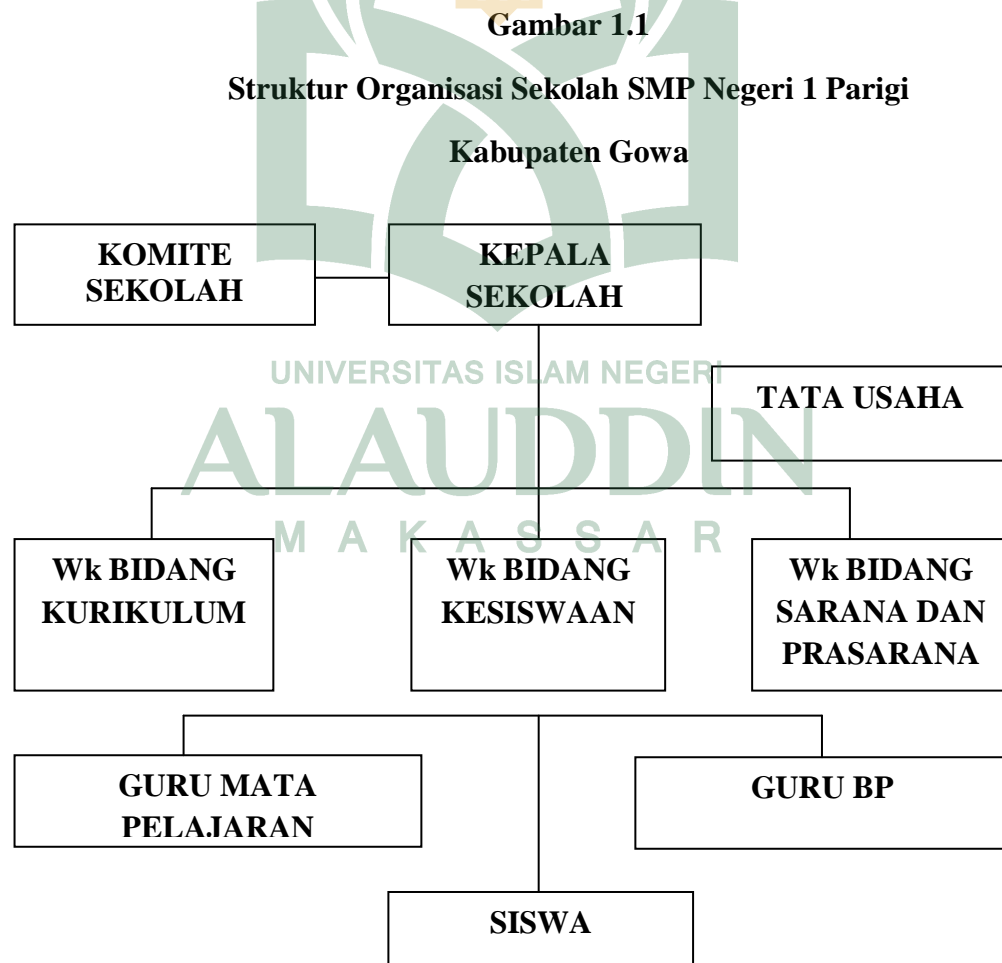 Gambar 1.1
Struktur Organisasi Sekolah SMP Negeri 1 Parigi
Kabupaten Gowa
KOMITE
SEKOLAH
KEPALA
SEKOLAH
UNIVERSITAS ISLAM NEGERI
TATA USAHA
ALAUDDIN
MAKASSAR
Wk BIDANG
KURIKULUM
Wk BIDANG
KESISWAAN
Wk BIDANG
SARANA DAN
PRASARANA
GURU MATA
PELAJARAN
GURU BP
SISWA